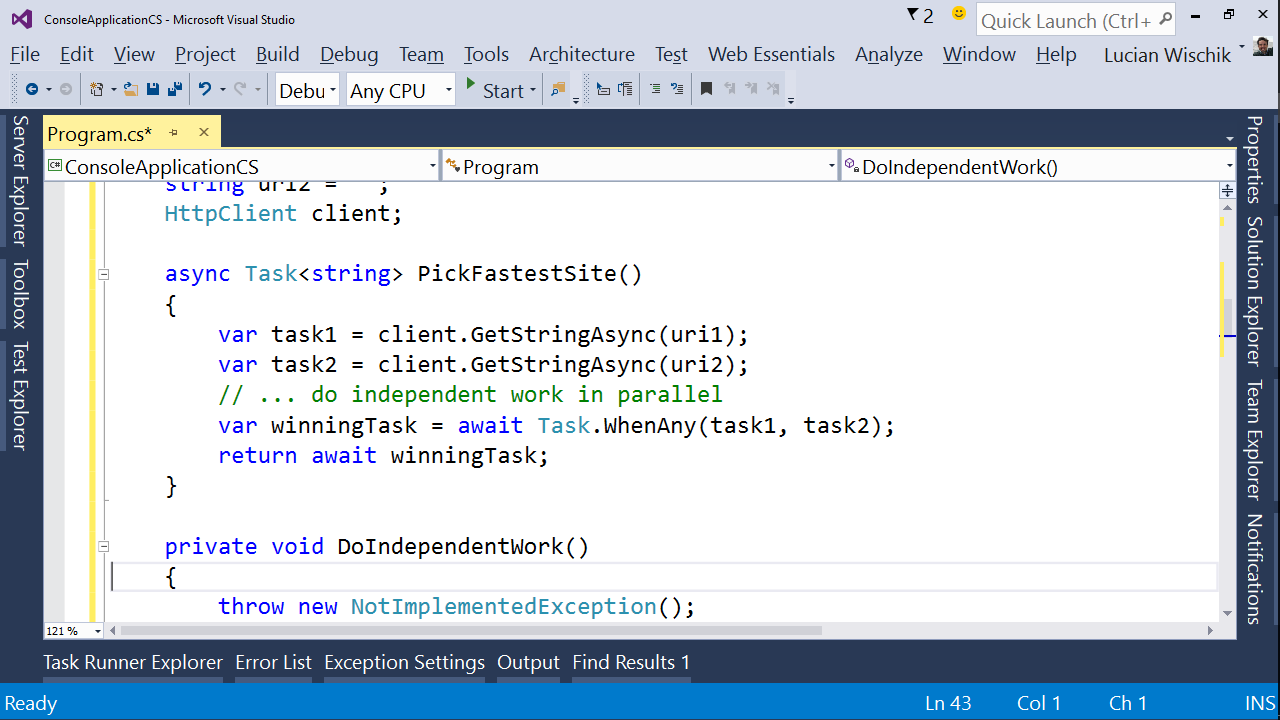 ConsoleApplicationCS - Microsoft Visual Studio
2
Quick Launch (Ctrl+
File Edit View Project Build Debug Team Tools Architecture Test Web Essentials Analyze Window Help Lucian Wischik
Debu Any CPU Start
Program.cs*
C# ConsoleApplicationCS Program DoIndependentWork()
string uri2 = "";
HttpClient client;
async Task<string> PickFastestSite()
{
var task1 = client.GetStringAsync(uri1);
var task2 = client.GetStringAsync(uri2);
// ... do independent work in parallel
var winningTask = await Task.WhenAny(task1, task2);
return await winningTask;
}
private void DoIndependentWork()
{
throw new NotImplementedException();
121 %
Server Explorer
Toolbox
Test Explorer
Properties
Solution Explorer
Team Explorer
Notifications
Task Runner Explorer Error List Exception Settings Output Find Results 1
Ready Ln 43 Col 1 Ch 1 INS